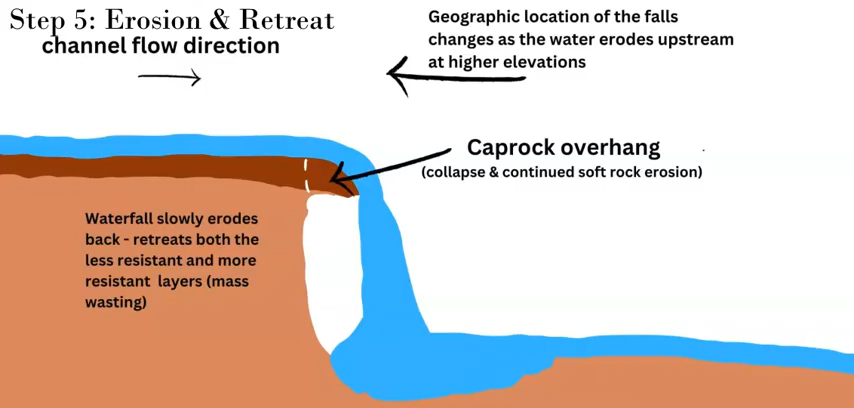 Step 5: Erosion & Retreat
channel flow direction
Geographic location of the falls
changes as the water erodes upstream
at higher elevations
Caprock overhang
(collapse & continued soft rock erosion)
Waterfall slowly erodes
back - retreats both the
less resistant and more
resistant layers (mass
wasting)